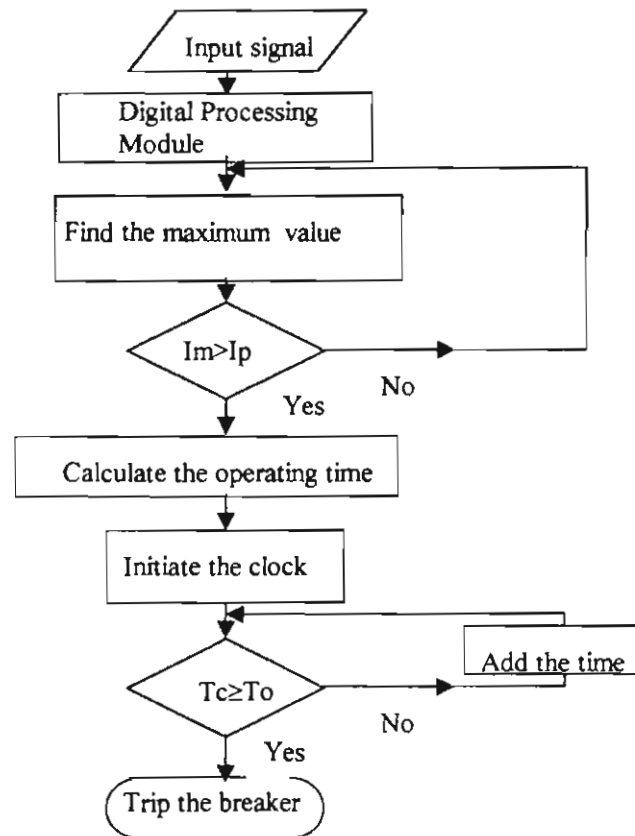 Input signal
Digital Processing
Module
Find the maximum value
Im>Ip
No
Yes
Calculate the operating time
Initiate the clock
Add the time
Tc≥To
No
Yes
Trip the breaker